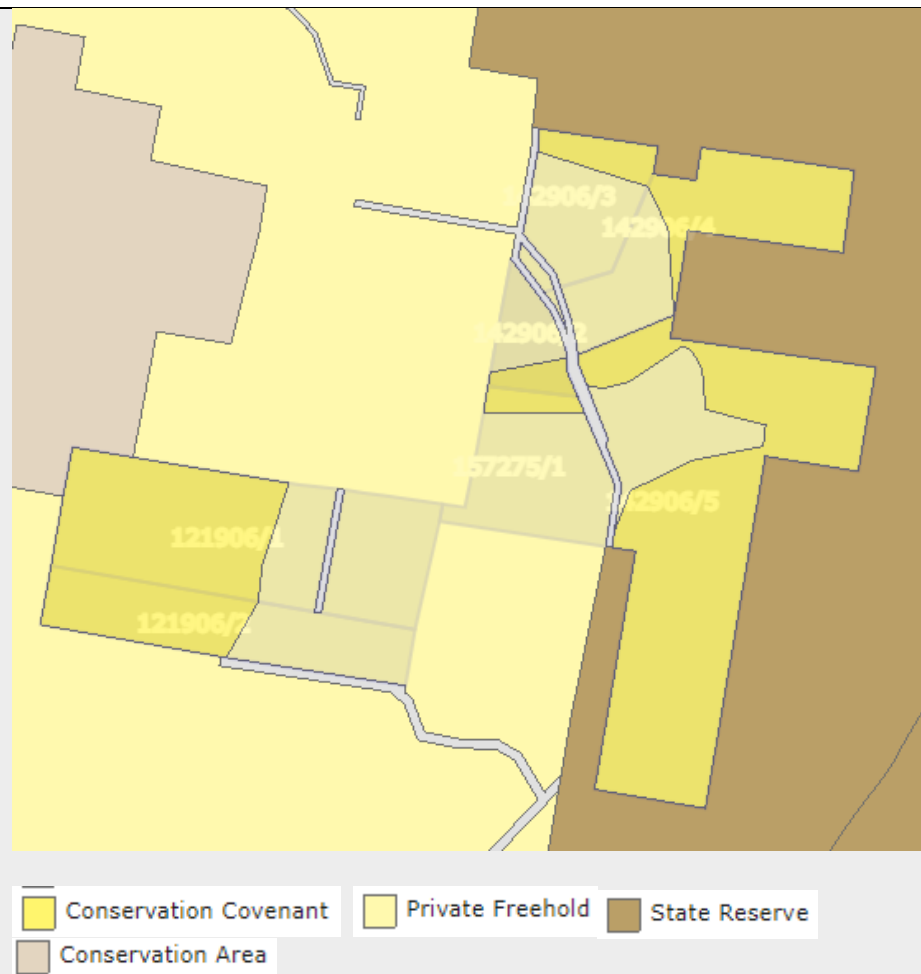 142906/3
142906/4
142906/2
157275/1
142906/5
121906/1
121906/2
Conservation Covenant
Private Freehold
State Reserve
Conservation Area